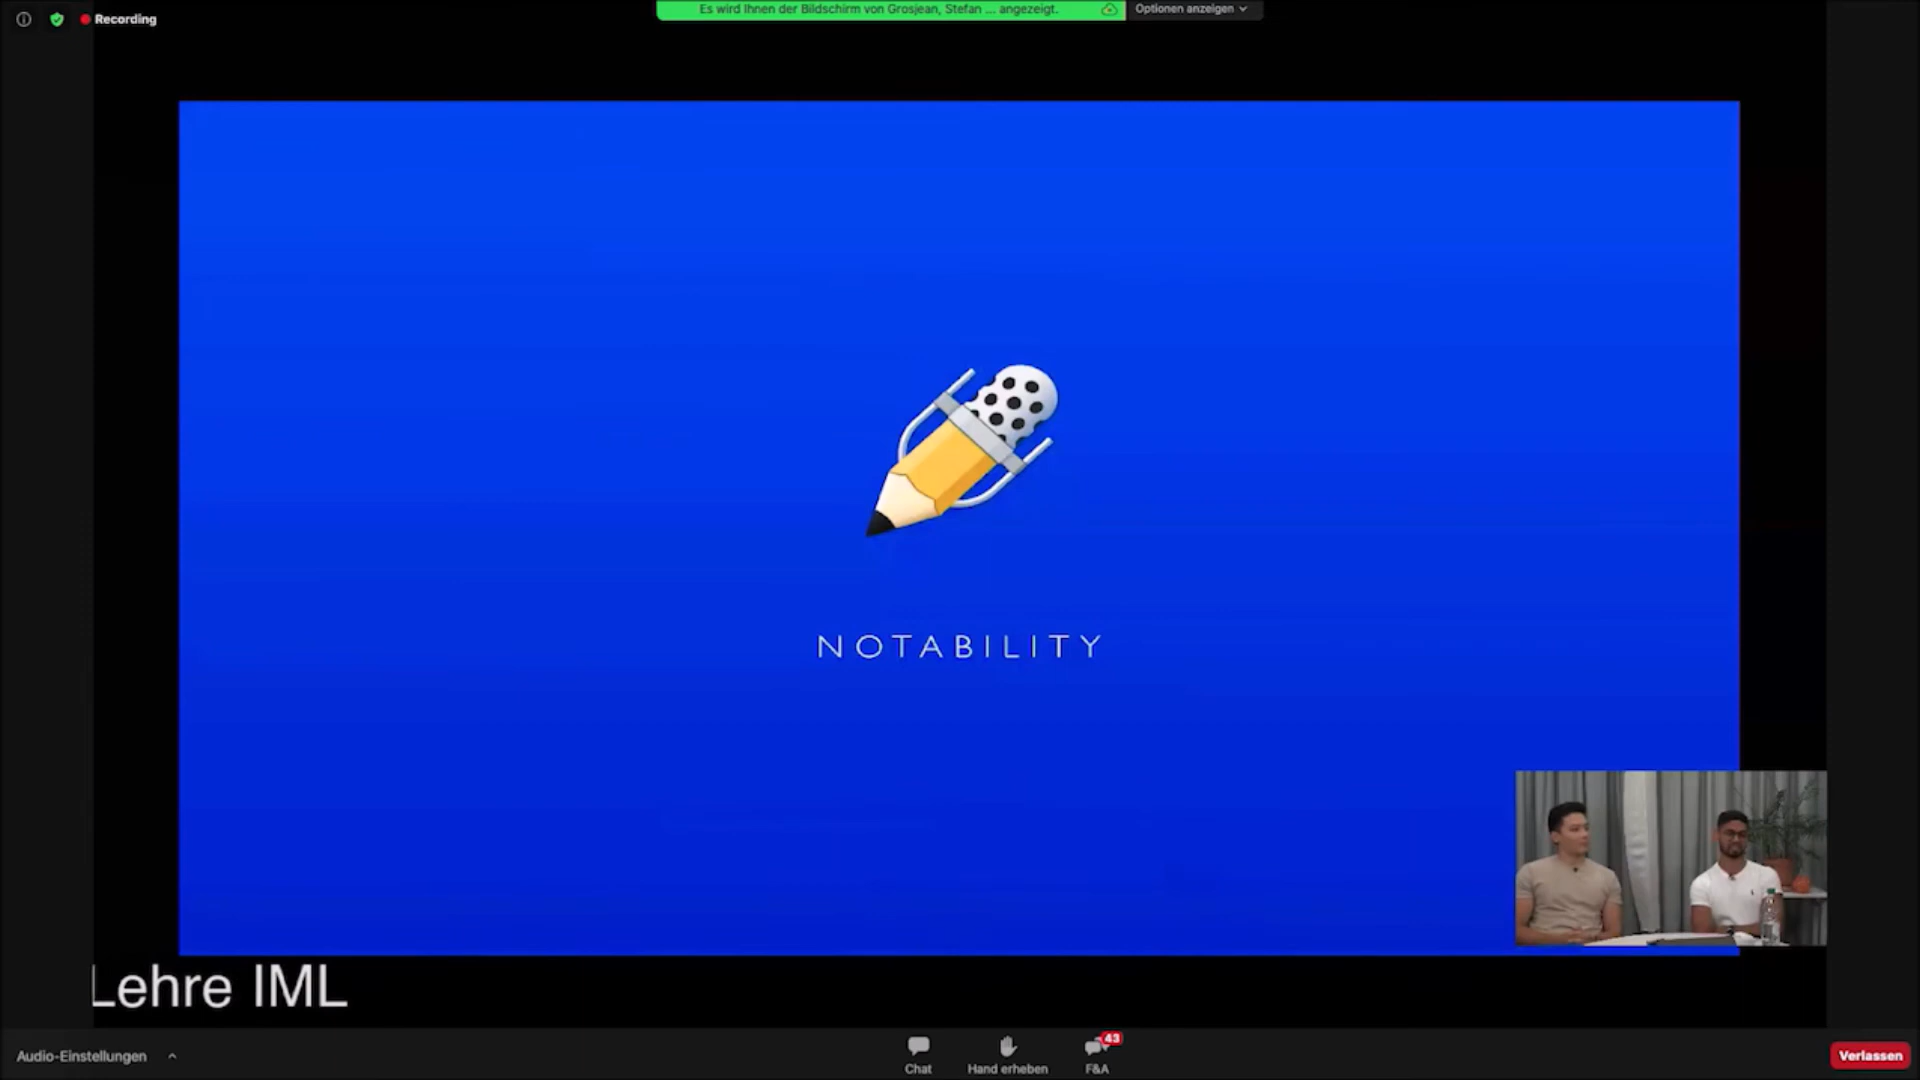 Recording
Es wird Ihnen der Bildschirm von Grosjean, Stefan ... angezeigt.
Optionen anzeigen
NOTABILITY
Lehre IML
Audio-Einstellungen
Chat
Hand erheben
43
F&A
Verlassen